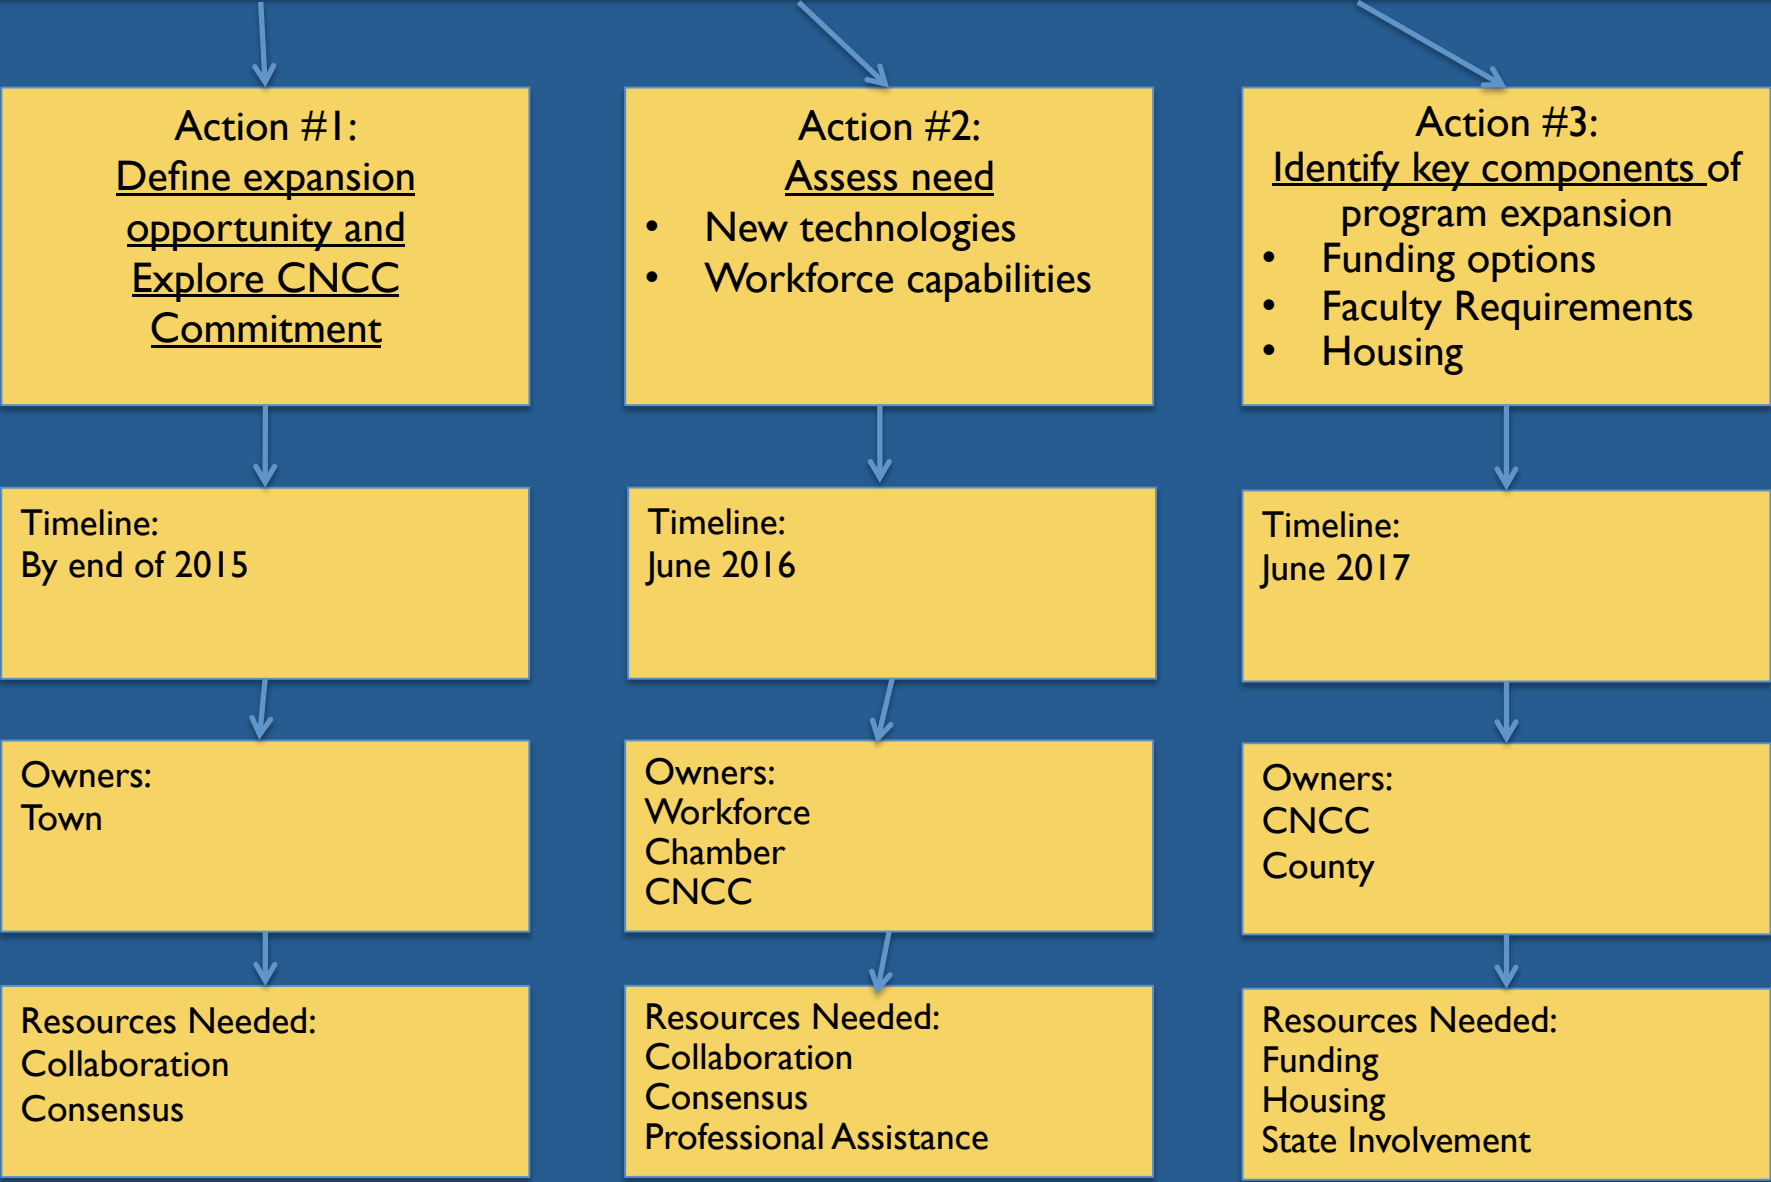 Action #1:
Define expansion
opportunity and
Explore CNCC
Commitment
Timeline:
By end of 2015
Owners:
Town
Resources Needed:
Collaboration
Consensus
Action #2:
Assess need
• New technologies
• Workforce capabilities
Timeline:
June 2016
Owners:
Workforce
Chamber
CNCC
Resources Needed:
Collaboration
Consensus
Professional Assistance
Action #3:
Identify key components of
program expansion
• Funding options
• Faculty Requirements
• Housing
Timeline:
June 2017
Owners:
CNCC
County
Resources Needed:
Funding
Housing
State Involvement